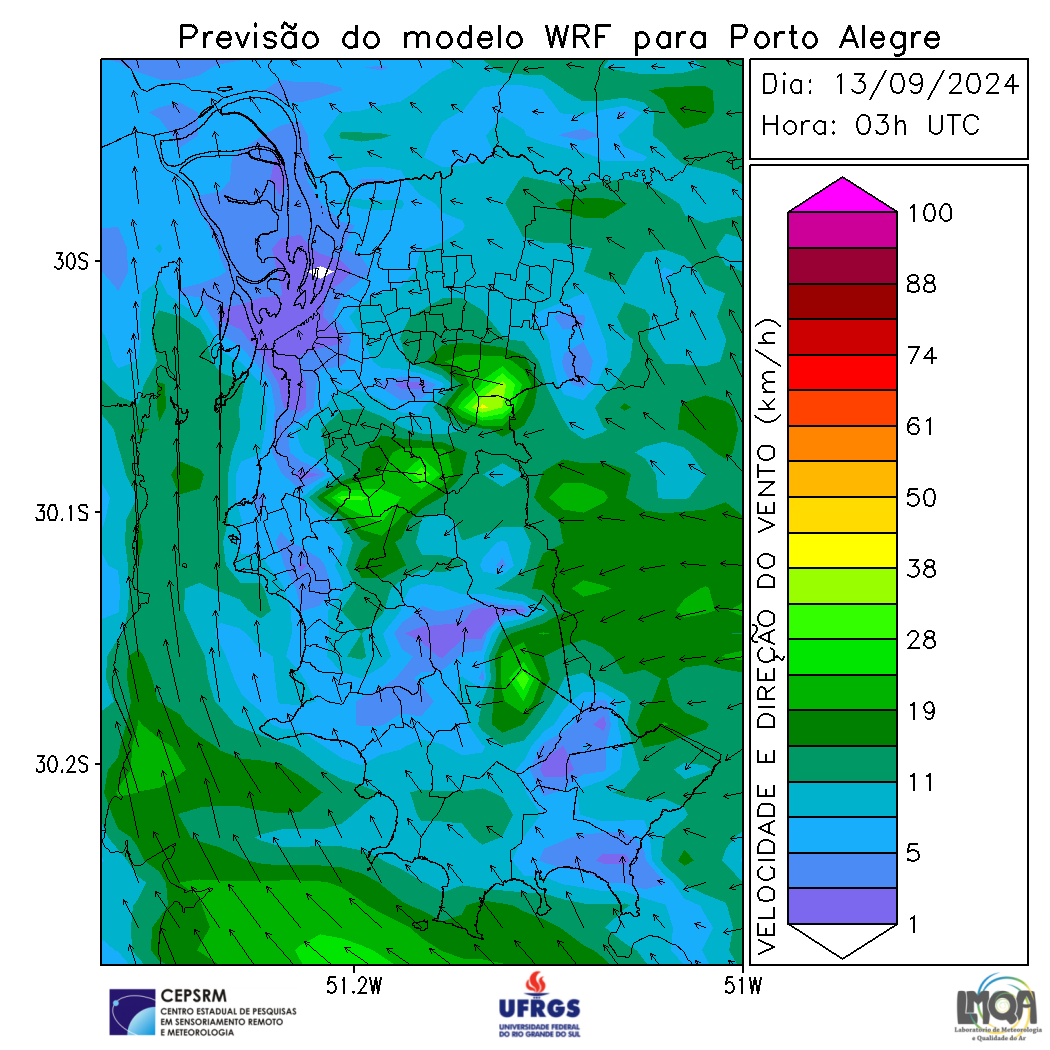 Previsão do modelo WRF para Porto Alegre
Dia: 13/09/2024
Hora: 03h UTC
30S
30.1S
30.2S
51.2W
51W
VELOCIDADE E DIREÇÃO DO VENTO (km/h)
100
88
74
61
50
38
28
19
11
5
1
CEPSRM
CENTRO ESTADUAL DE PESQUISAS
EM SENSORIAMENTO REMOTO
E METEOROLOGIA
UFRGS
UNIVERSIDADE FEDERAL
DO RIO GRANDE DO SUL
LMQA
Laboratório de Meteorologia
e Qualidade do Ar